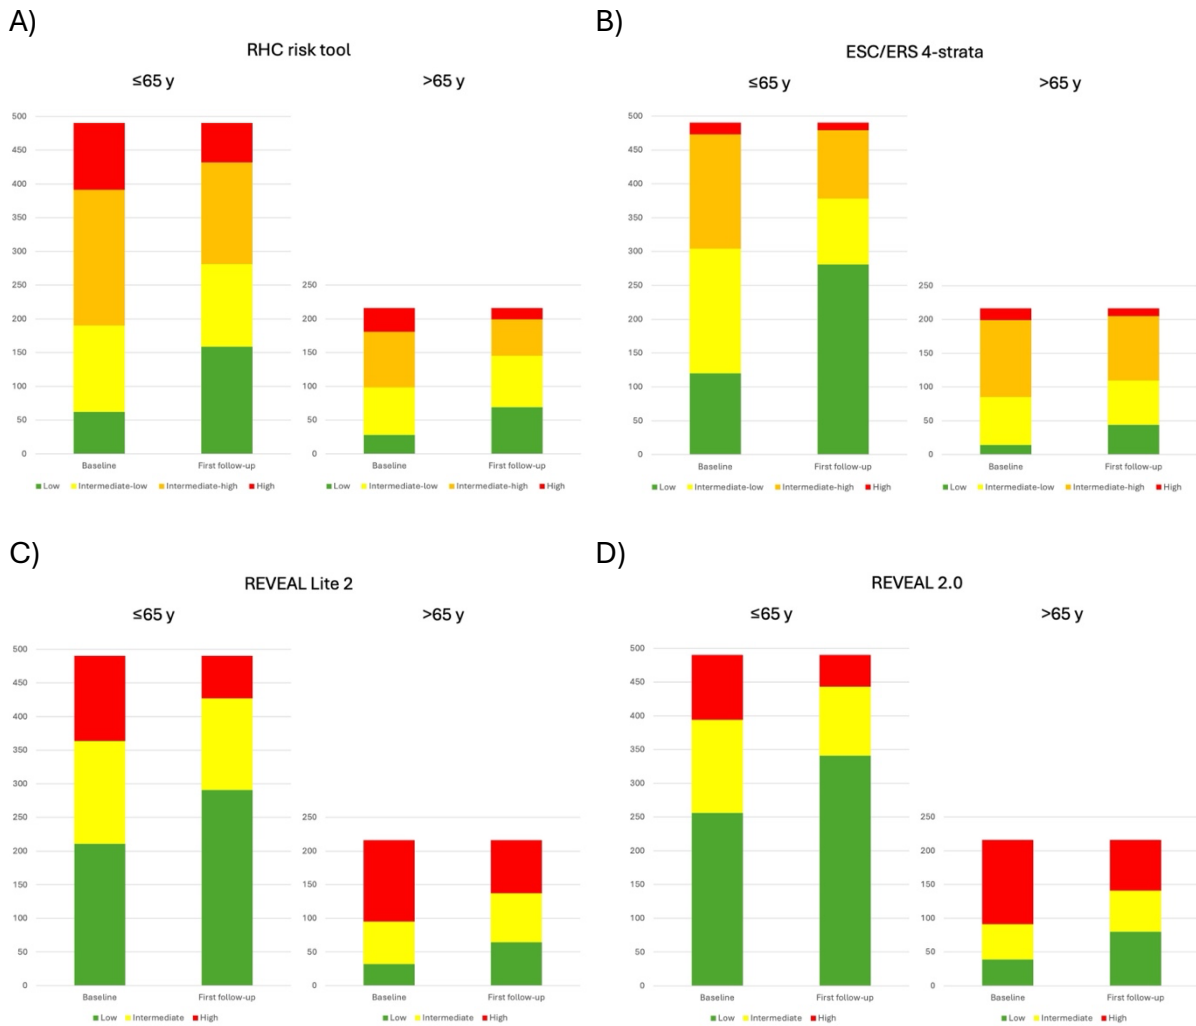 A)
RHC risk tool
≤65 y
>65 y
500
450
400
350
300
250
200
150
100
50
0
Baseline
First follow-up
Low Intermediate-low Intermediate-high High
250
200
150
100
50
0
Baseline
First follow-up
Low Intermediate-low Intermediate-high High
B)
ESC/ERS 4-strata
≤65 y
>65 y
500
450
400
350
300
250
200
150
100
50
0
Baseline
First follow-up
Low Intermediate-low Intermediate-high High
250
200
150
100
50
0
Baseline
First follow-up
Low Intermediate-low Intermediate-high High
C)
REVEAL Lite 2
≤65 y
>65 y
500
450
400
350
300
250
200
150
100
50
0
Baseline
First follow-up
Low Intermediate High
250
200
150
100
50
0
Baseline
First follow-up
Low Intermediate High
D)
REVEAL 2.0
≤65 y
>65 y
500
450
400
350
300
250
200
150
100
50
0
Baseline
First follow-up
Low Intermediate High
250
200
150
100
50
0
Baseline
First follow-up
Low Intermediate High